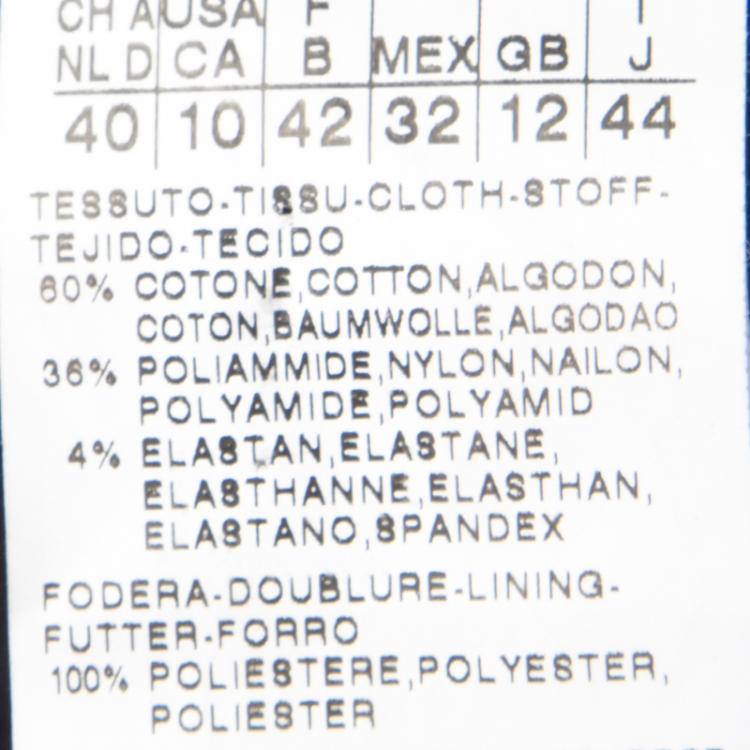 CH A USA F I
NL D CA B MEX GB J
40 10 42 32 12 44
TESSUTO-TISSU-CLOTH-STOFF-
TEJIDO-TECIDO
60% COTONE,COTTON,ALGODON,
COTON,BAUMWOLLE,ALGODAO
36% POLIAMMIDE,NYLON,NAILON,
POLYAMIDE,POLYAMID
4% ELASTAN,ELASTANE,
ELASTHANNE,ELASTHAN,
ELASTANO,SPANDEX
FODERA-DOUBLURE-LINING-
FUTTER-FORRO
100% POLIESTERE,POLYESTER,
POLIESTER